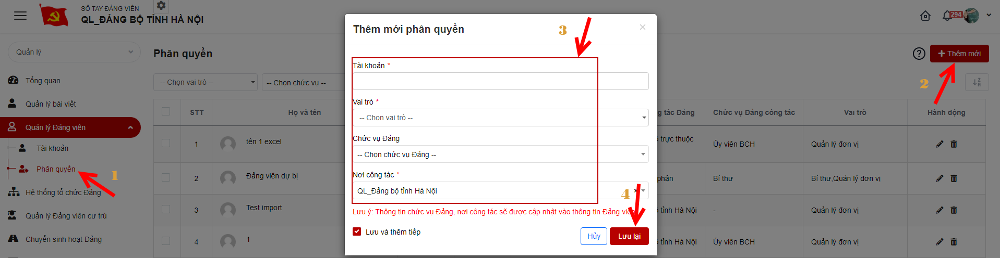 SỔ TAY ĐẢNG VIÊN
QL_ĐẢNG BỘ TỈNH HÀ NỘI
294
Quản lý
Tổng quan
Quản lý bài viết
Quản lý Đảng viên
Tài khoản
Phân quyền
1
Hệ thống tổ chức Đảng
Quản lý Đảng viên cư trú
Chuyển sinh hoạt Đảng
Phân quyền
Thêm mới
2
-- Chọn vai trò --
-- Chọn chức vụ --
STT
Họ và tên
g tác Đảng
Chức vụ Đảng công tác
Vai trò
Hành động
1
tên 1 excel
ộ trực thuộc
Ủy viên BCH
Quản lý đơn vị
2
Đảng viên dự bị
phận
Bí thư
Bí thư,Quản lý đơn vị
3
Test import
ộ tỉnh Hà Nội
-
Quản lý đơn vị
4
1
ộ tỉnh Hà Nội
Ủy viên BCH
Quản lý đơn vị
Thêm mới phân quyền
×
3
Tài khoản *
Vai trò *
-- Chọn vai trò --
Chức vụ Đảng
-- Chọn chức vụ Đảng --
Nơi công tác *
QL_Đảng bộ tỉnh Hà Nội
×
4
Lưu ý: Thông tin chức vụ Đảng, nơi công tác sẽ được cập nhật vào thông tin Đảng viên
Lưu và thêm tiếp
Hủy
Lưu lại